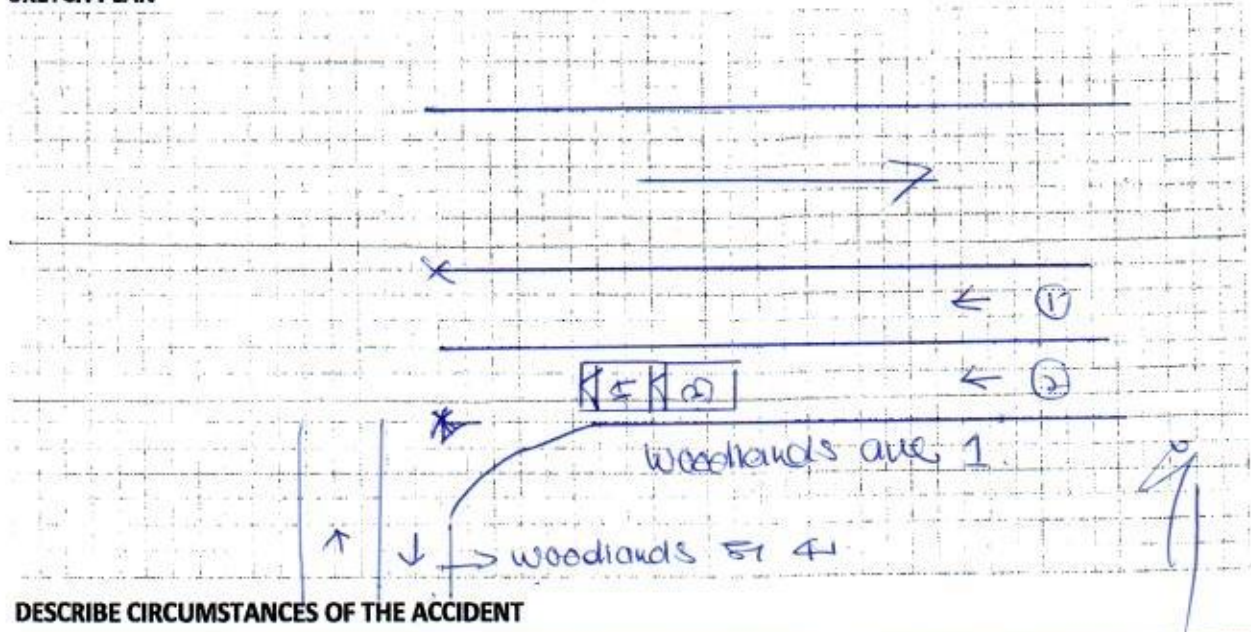 SKETCH PLAN
1
2
B
Woodlands ave 1
woodlands st 41
DESCRIBE CIRCUMSTANCES OF THE ACCIDENT